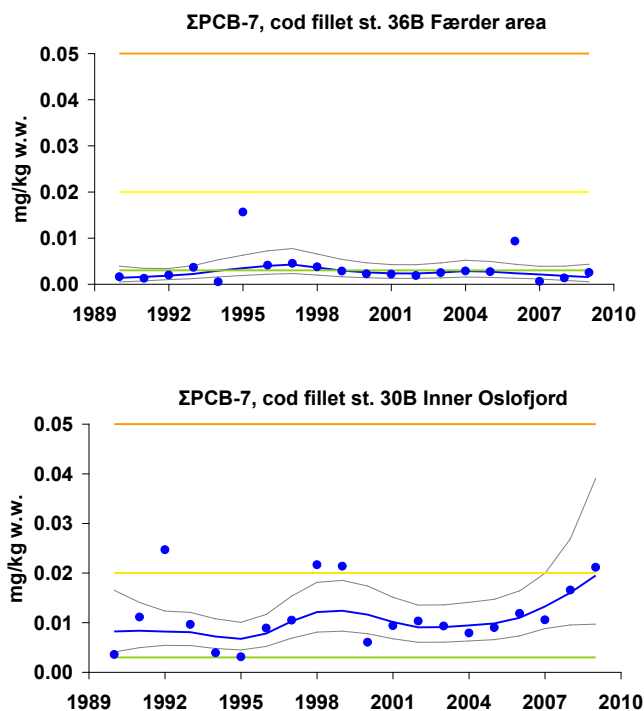 ΣPCB-7, cod fillet st. 36B Færder area
0.05
0.04
0.03
0.02
0.01
0.00
mg/kg w.w.
1989 1992 1995 1998 2001 2004 2007 2010
ΣPCB-7, cod fillet st. 30B Inner Oslofjord
0.05
0.04
0.03
0.02
0.01
0.00
mg/kg w.w.
1989 1992 1995 1998 2001 2004 2007 2010